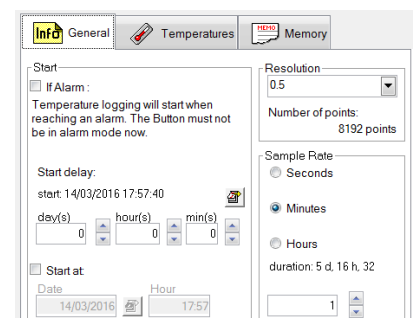 Info General
Temperatures
MEMO Memory
Start
If Alarm :
Temperature logging will start when
reaching an alarm. The Button must not
be in alarm mode now.
Start delay:
start: 14/03/2016 17:57:40
day(s) hour(s) min(s)
0 0 0
Start at:
Date Hour
14/03/2016 17:57
Resolution
0.5
Number of points:
8192 points
Sample Rate
Seconds
Minutes
Hours
duration: 5 d, 16 h, 32
1